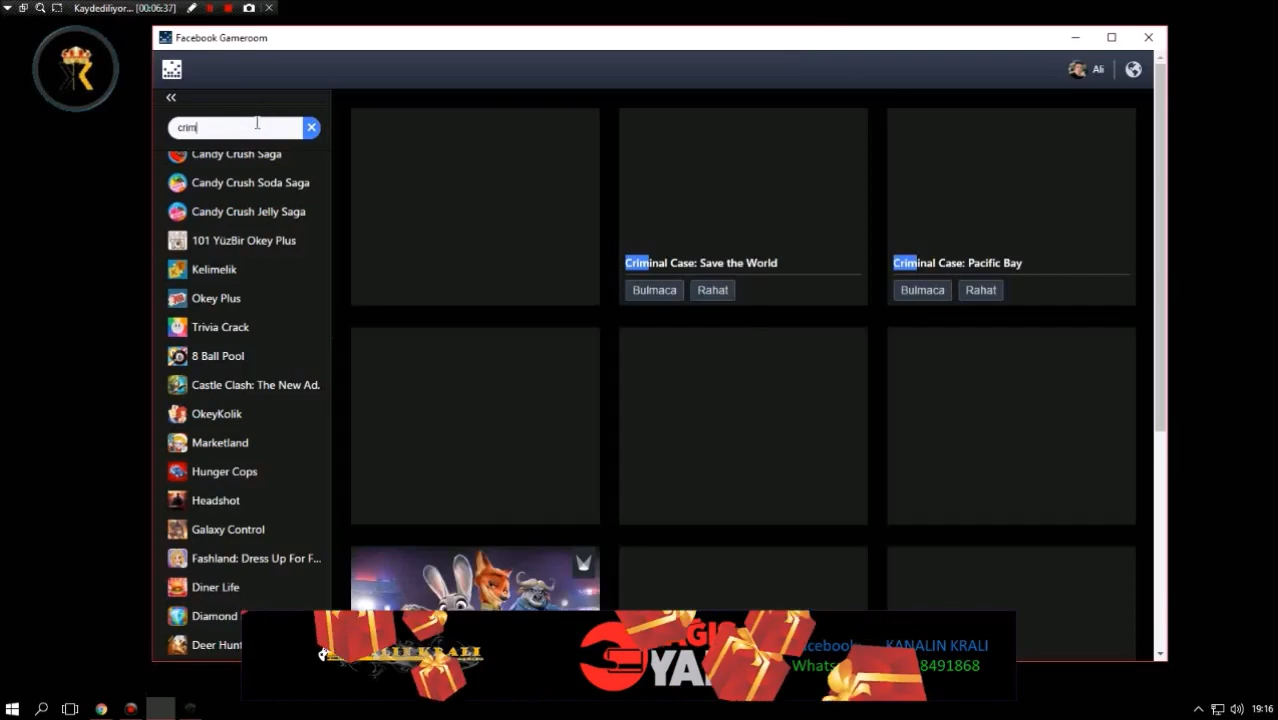 Kaydediliyor... [00:06:37]
Facebook Gameroom
Ali
crim
Candy Crush Saga
Candy Crush Soda Saga
Candy Crush Jelly Saga
101 YüzBir Okey Plus
Kelimelik
Okey Plus
Trivia Crack
8 Ball Pool
Castle Clash: The New Ad.
OkeyKolik
Marketland
Hunger Cops
Headshot
Galaxy Control
Fashland: Dress Up For F...
Diner Life
Diamond
Deer Hunt
Criminal Case: Save the World
Bulmaca Rahat
Criminal Case: Pacific Bay
Bulmaca Rahat
KRALI
YA
acebook
KANALIN KRALI
Whats
8491868
19:16